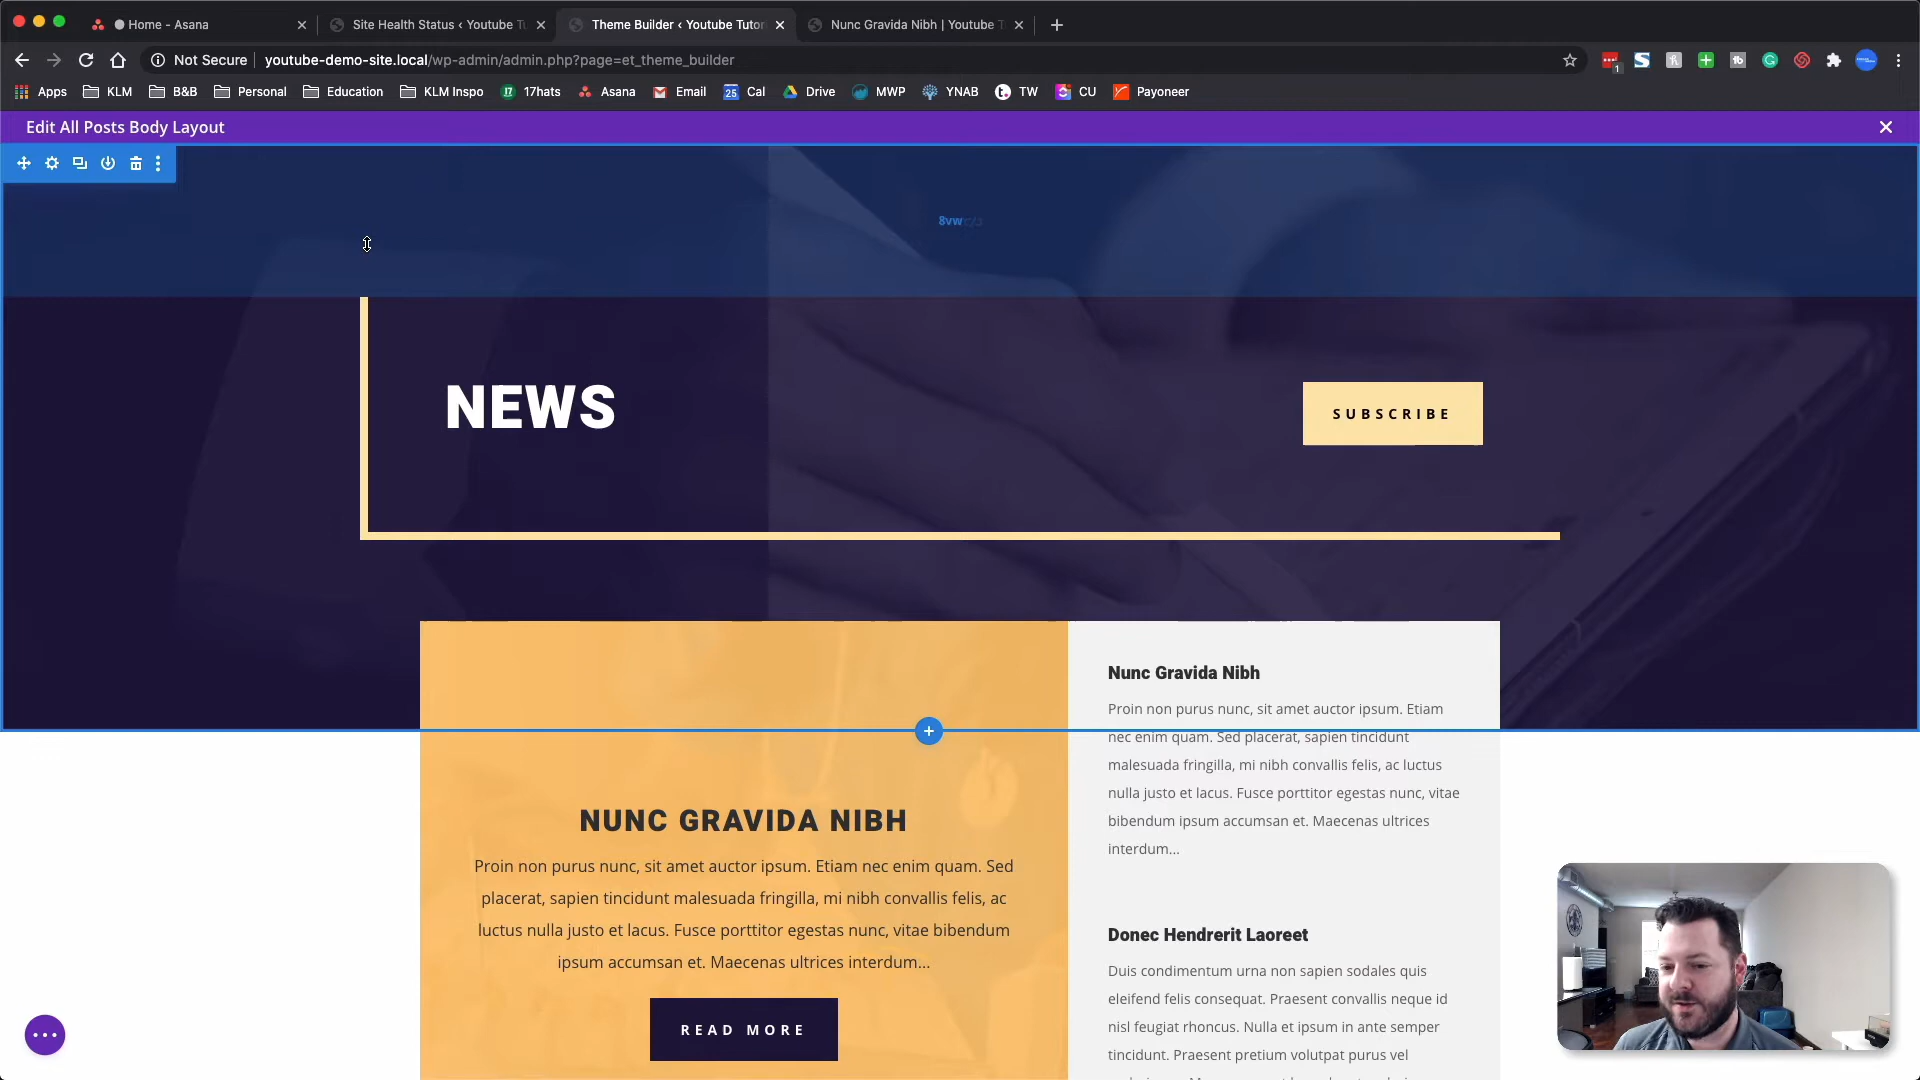 Home - Asana
Site Health Status ‹ Youtube Tu
Theme Builder ‹ Youtube Tutor
Nunc Gravida Nibh | Youtube T
Not Secure
youtube-demo-site.local/wp-admin/admin.php?page=et_theme_builder
1
Apps
KLM
B&B
Personal
Education
KLM Inspo
17
17hats
Asana
Email
25
Cal
Drive
MWP
YNAB
TW
CU
Payoneer
Edit All Posts Body Layout
8vw
NEWS
SUBSCRIBE
NUNC GRAVIDA NIBH
Proin non purus nunc, sit amet auctor ipsum. Etiam nec enim quam. Sed
placerat, sapien tincidunt malesuada fringilla, mi nibh convallis felis, ac
luctus nulla justo et lacus. Fusce porttitor egestas nunc, vitae bibendum
ipsum accumsan et. Maecenas ultrices interdum...
READ MORE
Nunc Gravida Nibh
Proin non purus nunc, sit amet auctor ipsum. Etiam
nec enim quam. Sed placerat, sapien tincidunt
malesuada fringilla, mi nibh convallis felis, ac luctus
nulla justo et lacus. Fusce porttitor egestas nunc, vitae
bibendum ipsum accumsan et. Maecenas ultrices
interdum...
Donec Hendrerit Laoreet
Duis condimentum urna non sapien sodales quis
eleifend felis consequat. Praesent convallis neque id
nisl feugiat rhoncus. Nulla et ipsum in ante semper
tincidunt. Praesent pretium volutpat purus vel